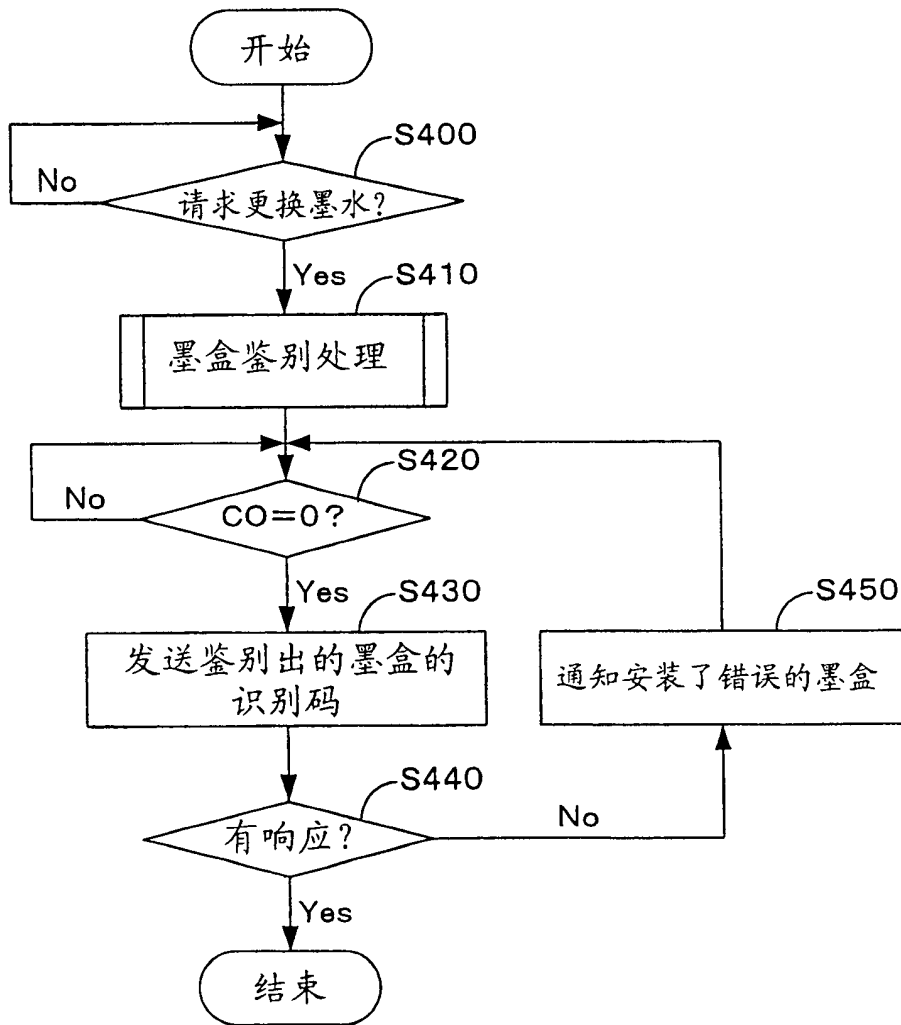 开始
S400
No
请求更换墨水?
Yes
S410
墨盒鉴别处理
S420
No
CO=0?
Yes
S430
发送鉴别出的墨盒的
识别码
S450
通知安装了错误的墨盒
S440
有响应?
No
Yes
结束